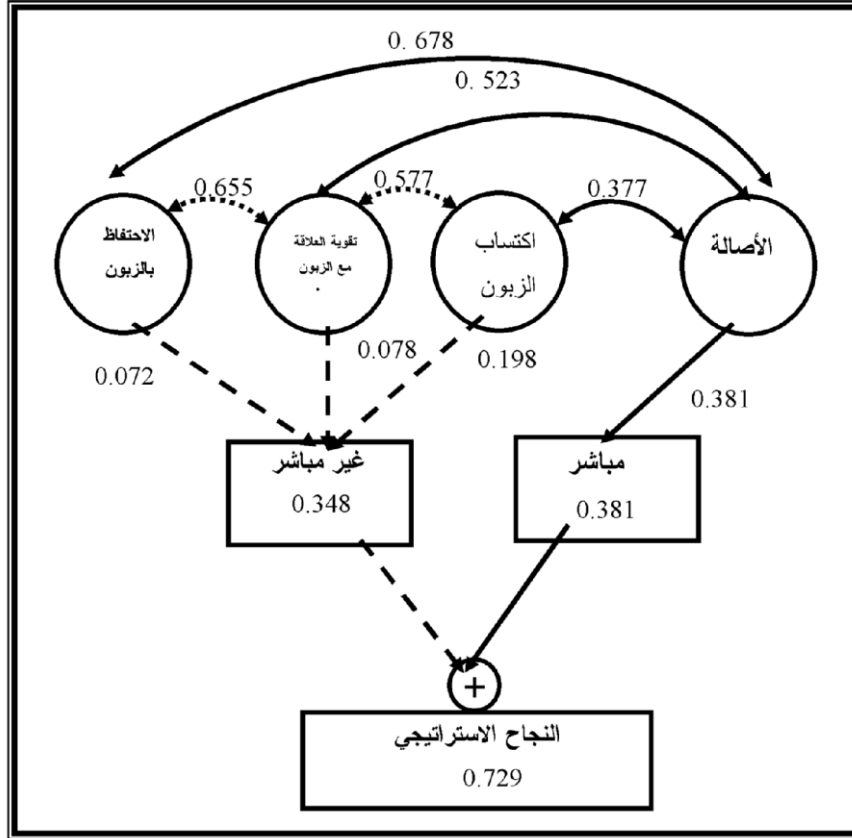 0. 678
0. 523
0.655
0.577
0.377
الأصالة
اكتساب
الزبون
تقوية العلاقة
مع الزبون
الاحتفاظ
بالزبون
0.072
0.078
0.198
0.381
مباشر
0.381
غير مباشر
0.348
+
النجاح الاستراتيجي
0.729